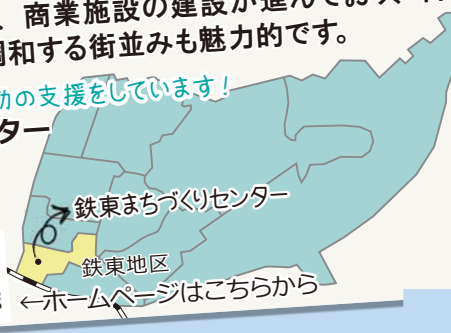 、商業施設の建設が進んでお
調和する街並みも魅力的です。
の支援をしています！
ター
鉄東まちづくりセンター
鉄東地区
←ホームページはこちらから